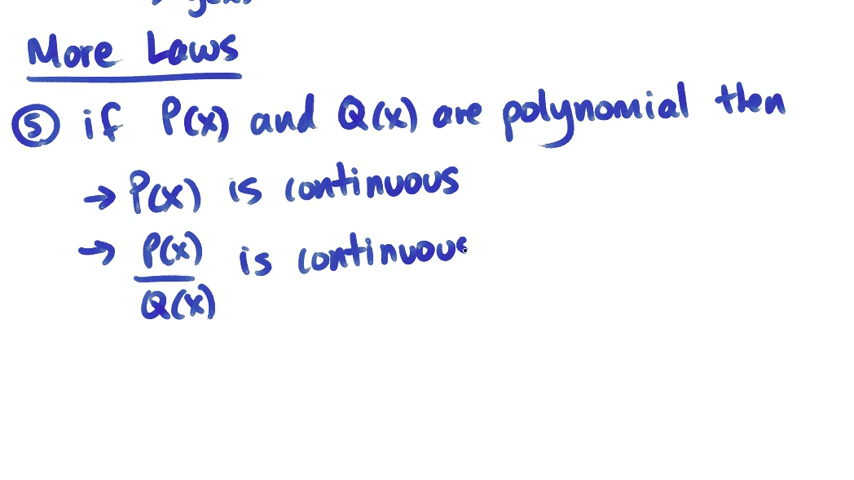 More Laws
⑤ if P(x) and Q(x) are polynomial then
→ P(x) is continuous
→ P(x)/Q(x) is continuous